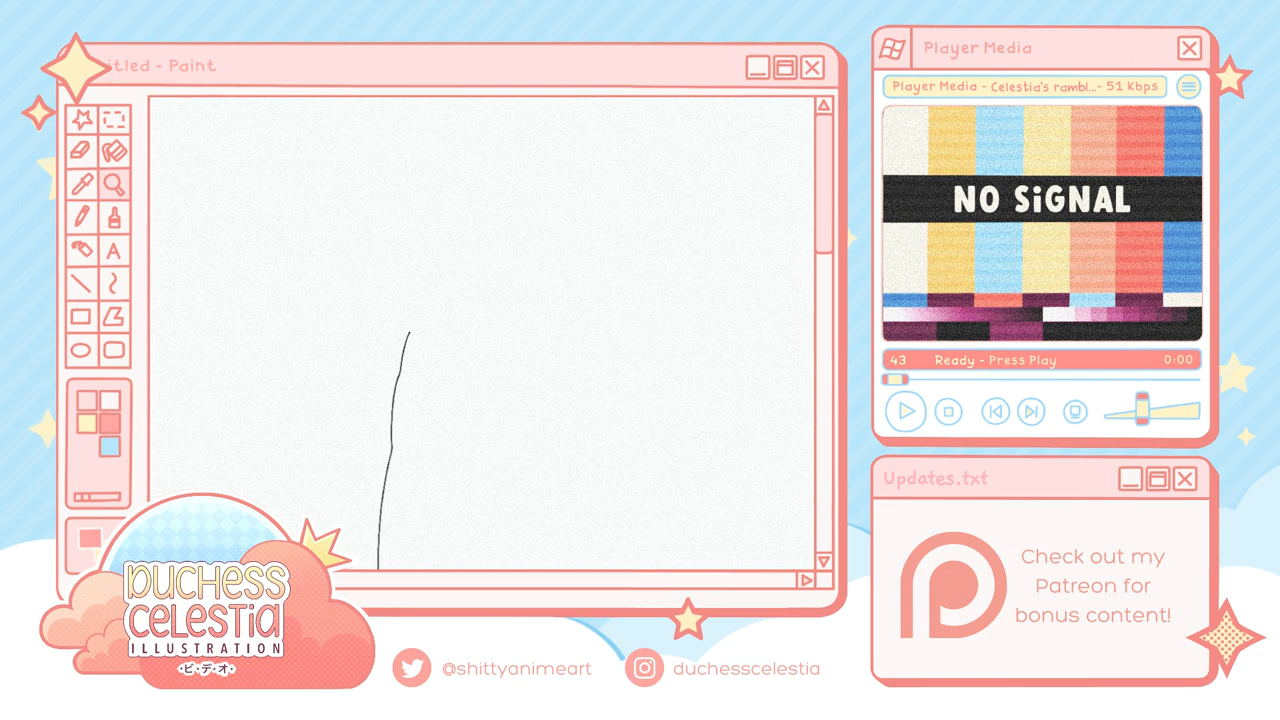 itled - Paint
A
Player Media
Player Media - Celestia's rambl...- 51 Kbps
NO SiGNAL
43 Ready - Press Play 0:00
Updates.txt
Check out my
Patreon for
bonus content!
DUCHESS
CELESTIA
ILLUSTRATION
・ビ・デ・オ・
@shittyanimeart
duchesscelestia